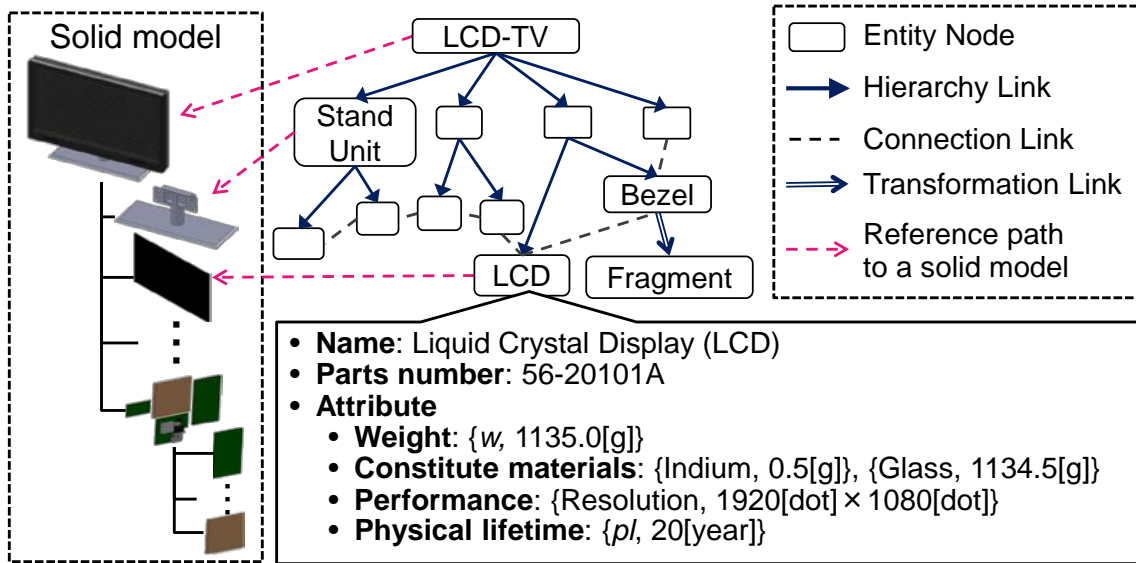 Solid model
LCD-TV
Stand
Unit
Bezel
LCD
Fragment
Entity Node
Hierarchy Link
Connection Link
Transformation Link
Reference path
to a solid model
• Name: Liquid Crystal Display (LCD)
• Parts number: 56-20101A
• Attribute
• Weight: {w, 1135.0[g]}
• Constitute materials: {Indium, 0.5[g]}, {Glass, 1134.5[g]}
• Performance: {Resolution, 1920[dot]×1080[dot]}
• Physical lifetime: {pl, 20[year]}